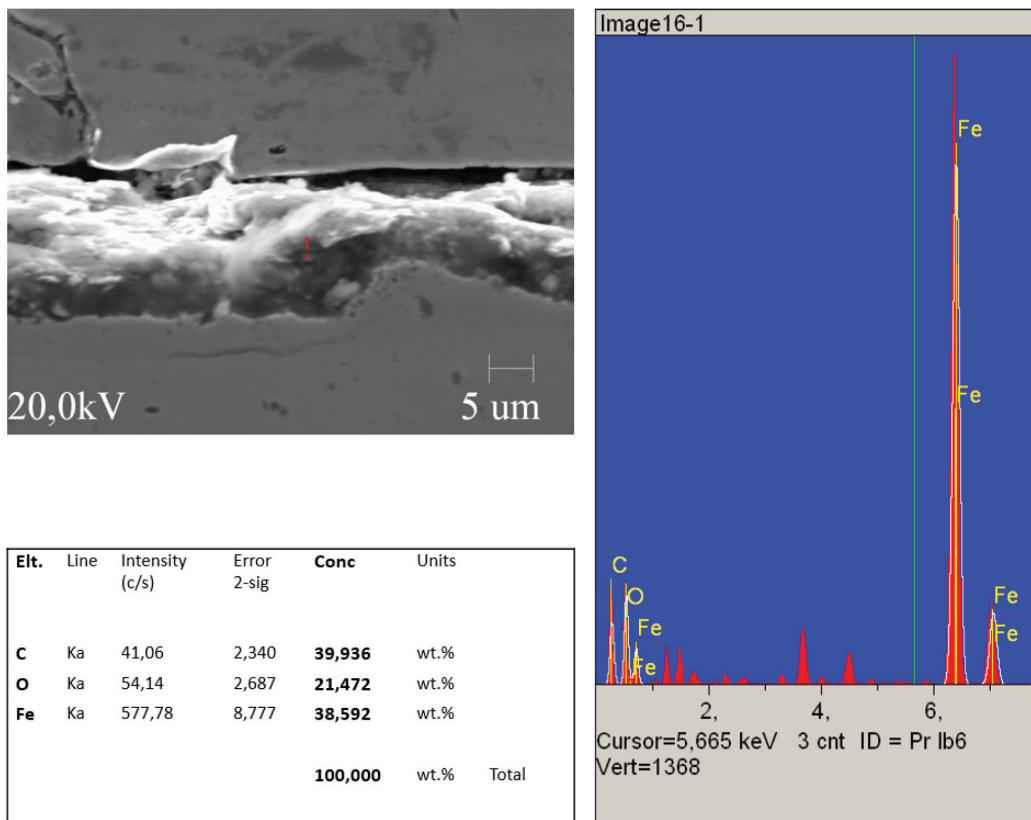 1
20,0kV
5 um
Elt. Line Intensity (c/s) Error 2-sig Conc Units
C Ka 41,06 2,340 39,936 wt.%
O Ka 54,14 2,687 21,472 wt.%
Fe Ka 577,78 8,777 38,592 wt.%
100,000 wt.% Total
Image16-1
Fe
Fe
C
O
Fe
Fe
Fe
Fe
2, 4, 6,
Cursor=5,665 keV 3 cnt ID = Pr lb6
Vert=1368